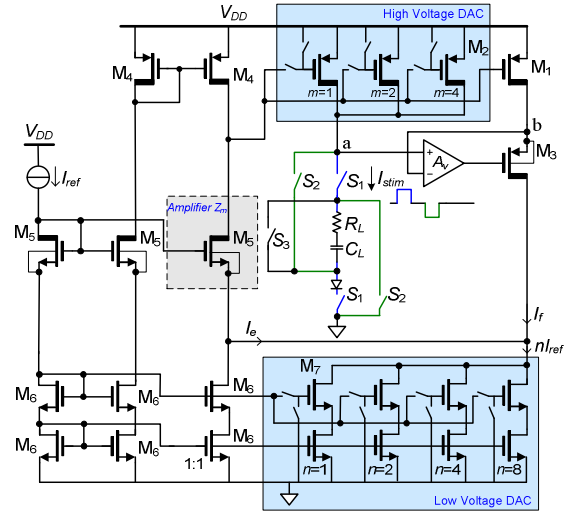 High Voltage DAC
V_DD
M_4
M_4
M_2
M_1
m=1
m=2
m=4
V_DD
a
b
I_ref
S_2
S_1
I_stim
+
−
A_v
M_3
Amplifier Z_m
M_5
M_5
M_5
S_3
R_L
C_L
S_1
S_2
I_e
I_f
nI_ref
M_7
M_6
M_6
M_6
M_6
M_6
M_6
1:1
n=1
n=2
n=4
n=8
Low Voltage DAC